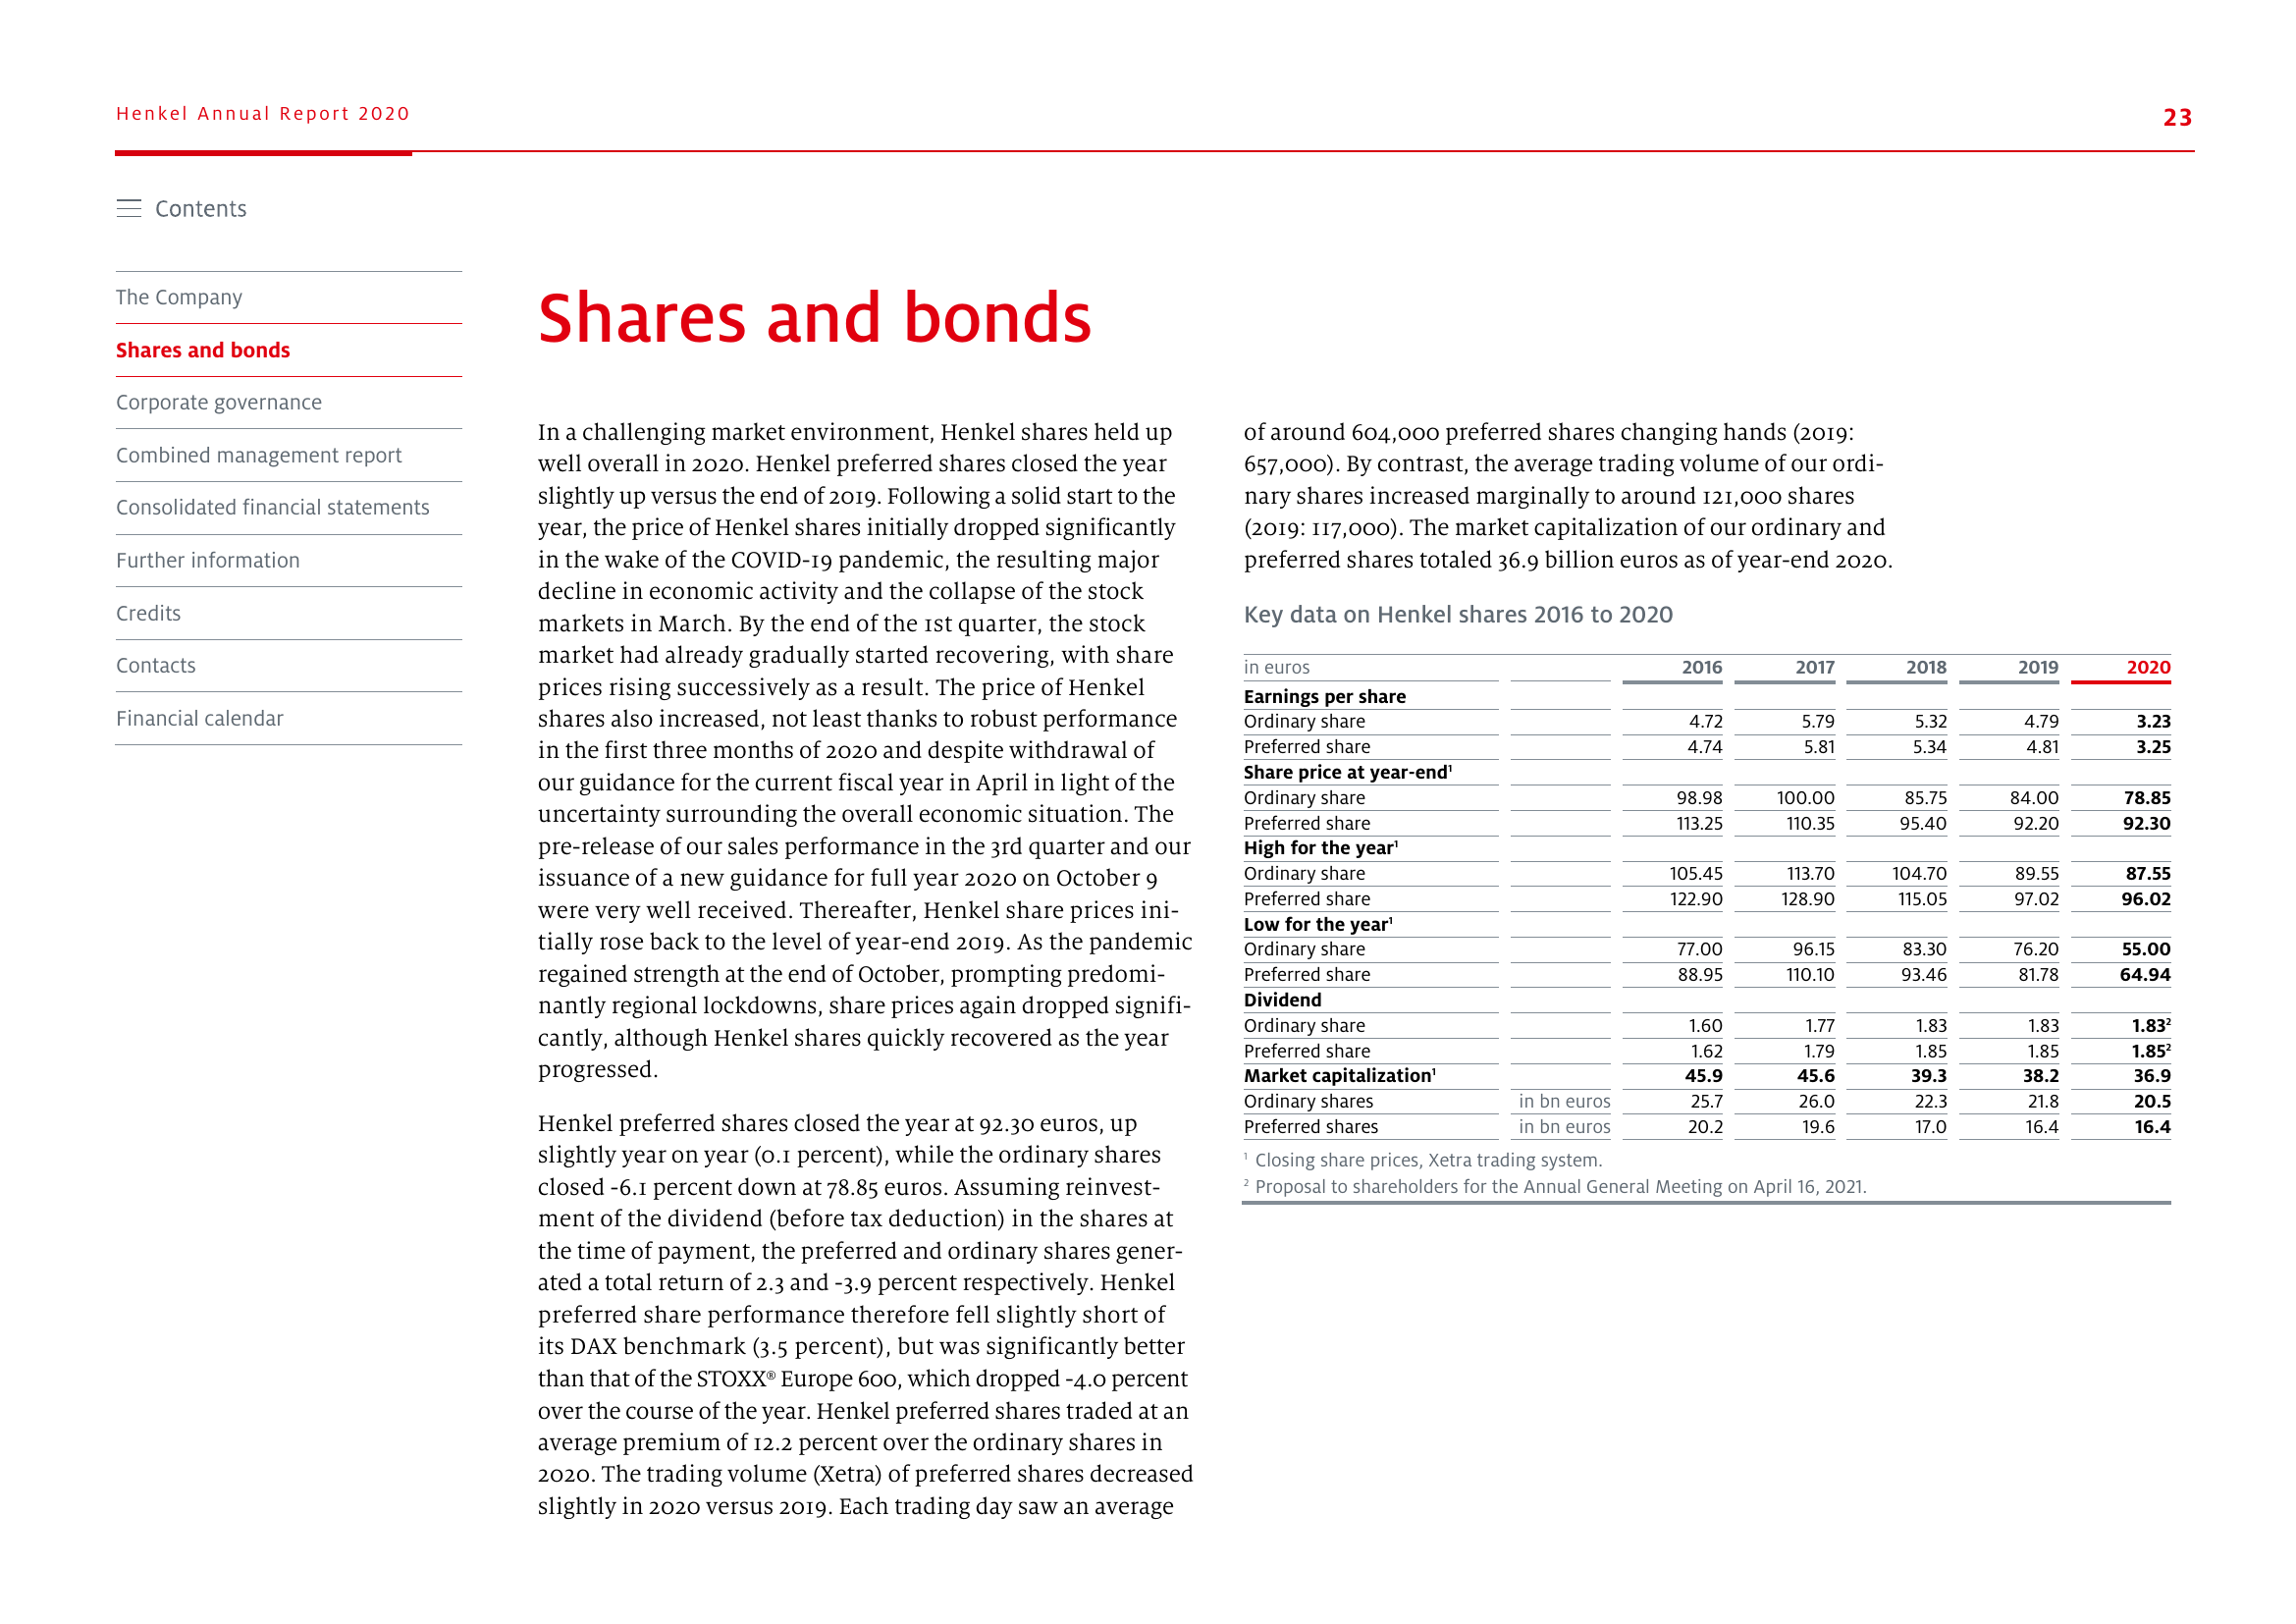 Henkel Annual Report 2020
23
Contents
The Company
Shares and bonds
Corporate governance
Combined management report
Consolidated financial statements
Further information
Credits
Contacts
Financial calendar
Shares and bonds
In a challenging market environment, Henkel shares held up
well overall in 2020. Henkel preferred shares closed the year
slightly up versus the end of 2019. Following a solid start to the
year, the price of Henkel shares initially dropped significantly
in the wake of the COVID-19 pandemic, the resulting major
decline in economic activity and the collapse of the stock
markets in March. By the end of the 1st quarter, the stock
market had already gradually started recovering, with share
prices rising successively as a result. The price of Henkel
shares also increased, not least thanks to robust performance
in the first three months of 2020 and despite withdrawal of
our guidance for the current fiscal year in April in light of the
uncertainty surrounding the overall economic situation. The
pre-release of our sales performance in the 3rd quarter and our
issuance of a new guidance for full year 2020 on October 9
were very well received. Thereafter, Henkel share prices ini-
tially rose back to the level of year-end 2019. As the pandemic
regained strength at the end of October, prompting predomi-
nantly regional lockdowns, share prices again dropped signifi-
cantly, although Henkel shares quickly recovered as the year
progressed.
Henkel preferred shares closed the year at 92.30 euros, up
slightly year on year (0.1 percent), while the ordinary shares
closed -6.1 percent down at 78.85 euros. Assuming reinvest-
ment of the dividend (before tax deduction) in the shares at
the time of payment, the preferred and ordinary shares gener-
ated a total return of 2.3 and -3.9 percent respectively. Henkel
preferred share performance therefore fell slightly short of
its DAX benchmark (3.5 percent), but was significantly better
than that of the STOXX® Europe 600, which dropped -4.0 percent
over the course of the year. Henkel preferred shares traded at an
average premium of 12.2 percent over the ordinary shares in
2020. The trading volume (Xetra) of preferred shares decreased
slightly in 2020 versus 2019. Each trading day saw an average
of around 604,000 preferred shares changing hands (2019:
657,000). By contrast, the average trading volume of our ordi-
nary shares increased marginally to around 121,000 shares
(2019: 117,000). The market capitalization of our ordinary and
preferred shares totaled 36.9 billion euros as of year-end 2020.
Key data on Henkel shares 2016 to 2020
in euros 2016 2017 2018 2019 2020
Earnings per share
Ordinary share 4.72 5.79 5.32 4.79 3.23
Preferred share 4.74 5.81 5.34 4.81 3.25
Share price at year-end¹
Ordinary share 98.98 100.00 85.75 84.00 78.85
Preferred share 113.25 110.35 95.40 92.20 92.30
High for the year¹
Ordinary share 105.45 113.70 104.70 89.55 87.55
Preferred share 122.90 128.90 115.05 97.02 96.02
Low for the year¹
Ordinary share 77.00 96.15 83.30 76.20 55.00
Preferred share 88.95 110.10 93.46 81.78 64.94
Dividend
Ordinary share 1.60 1.77 1.83 1.83 1.83²
Preferred share 1.62 1.79 1.85 1.85 1.85²
Market capitalization¹ 45.9 45.6 39.3 38.2 36.9
Ordinary shares in bn euros 25.7 26.0 22.3 21.8 20.5
Preferred shares in bn euros 20.2 19.6 17.0 16.4 16.4
¹ Closing share prices, Xetra trading system.
² Proposal to shareholders for the Annual General Meeting on April 16, 2021.